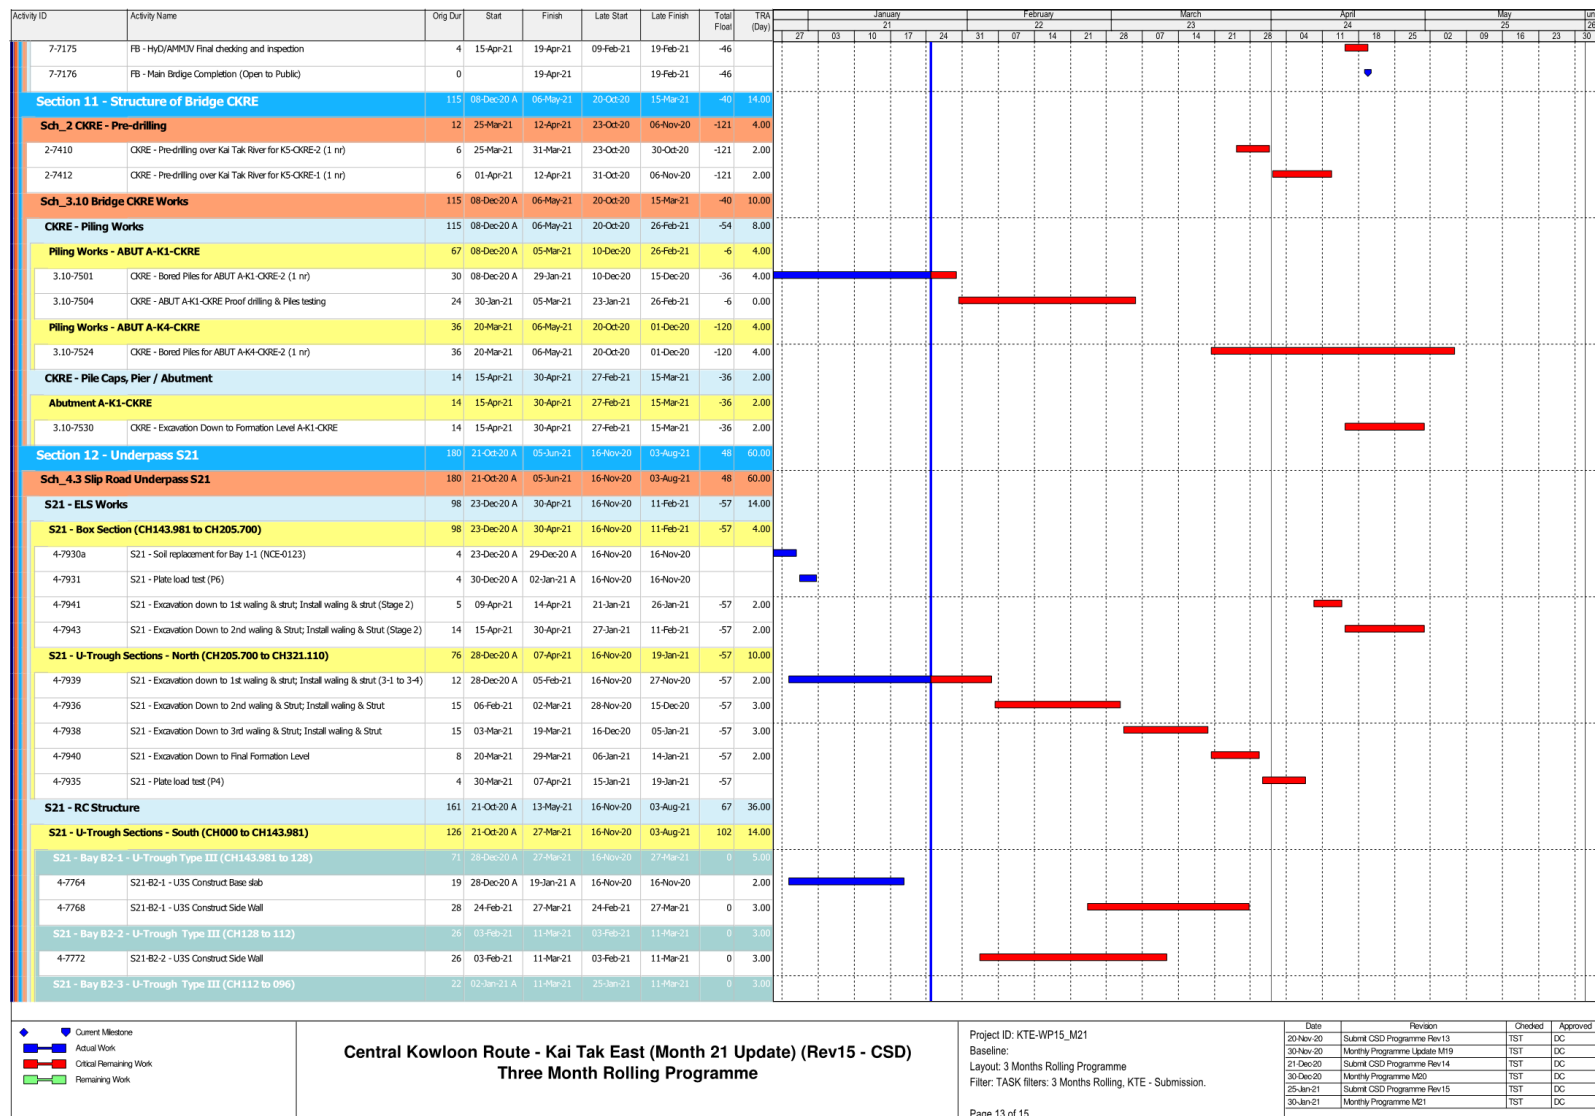 Activity ID Activity Name Orig Dur Start Finish Late Start Late Finish Total Float TRA (Day) January February March April May
21 22 23 24 25 26
27 03 10 17 24 31 07 14 21 28 07 14 21 28 04 11 18 25 02 09 16 23 30
7-7175 FB - HyD/AMMJV Final checking and inspection 4 15-Apr-21 19-Apr-21 09-Feb-21 19-Feb-21 -46
7-7176 FB - Main Brdige Completion (Open to Public) 0 19-Apr-21 19-Feb-21 -46
Section 11 - Structure of Bridge CKRE 115 08-Dec-20 A 06-May-21 20-Oct-20 15-Mar-21 -40 14.00
Sch_2 CKRE - Pre-drilling 12 25-Mar-21 12-Apr-21 23-Oct-20 06-Nov-20 -121 4.00
2-7410 CKRE - Pre-drilling over Kai Tak River for K5-CKRE-2 (1 nr) 6 25-Mar-21 31-Mar-21 23-Oct-20 30-Oct-20 -121 2.00
2-7412 CKRE - Pre-drilling over Kai Tak River for K5-CKRE-1 (1 nr) 6 01-Apr-21 12-Apr-21 31-Oct-20 06-Nov-20 -121 2.00
Sch_3.10 Bridge CKRE Works 115 08-Dec-20 A 06-May-21 20-Oct-20 15-Mar-21 -40 10.00
CKRE - Piling Works 115 08-Dec-20 A 06-May-21 20-Oct-20 26-Feb-21 -54 8.00
Piling Works - ABUT A-K1-CKRE 67 08-Dec-20 A 05-Mar-21 10-Dec-20 26-Feb-21 -6 4.00
3.10-7501 CKRE - Bored Piles for ABUT A-K1-CKRE-2 (1 nr) 30 08-Dec-20 A 29-Jan-21 10-Dec-20 15-Dec-20 -36 4.00
3.10-7504 CKRE - ABUT A-K1-CKRE Proof drilling & Piles testing 24 30-Jan-21 05-Mar-21 23-Jan-21 26-Feb-21 -6 0.00
Piling Works - ABUT A-K4-CKRE 36 20-Mar-21 06-May-21 20-Oct-20 01-Dec-20 -120 4.00
3.10-7524 CKRE - Bored Piles for ABUT A-K4-CKRE-2 (1 nr) 36 20-Mar-21 06-May-21 20-Oct-20 01-Dec-20 -120 4.00
CKRE - Pile Caps, Pier / Abutment 14 15-Apr-21 30-Apr-21 27-Feb-21 15-Mar-21 -36 2.00
Abutment A-K1-CKRE 14 15-Apr-21 30-Apr-21 27-Feb-21 15-Mar-21 -36 2.00
3.10-7530 CKRE - Excavation Down to Formation Level A-K1-CKRE 14 15-Apr-21 30-Apr-21 27-Feb-21 15-Mar-21 -36 2.00
Section 12 - Underpass S21 180 21-Oct-20 A 05-Jun-21 16-Nov-20 03-Aug-21 48 60.00
Sch_4.3 Slip Road Underpass S21 180 21-Oct-20 A 05-Jun-21 16-Nov-20 03-Aug-21 48 60.00
S21 - ELS Works 98 23-Dec-20 A 30-Apr-21 16-Nov-20 11-Feb-21 -57 14.00
S21 - Box Section (CH143.981 to CH205.700) 98 23-Dec-20 A 30-Apr-21 16-Nov-20 11-Feb-21 -57 4.00
4-7930a S21 - Soil replacement for Bay 1-1 (NCE-0123) 4 23-Dec-20 A 29-Dec-20 A 16-Nov-20 16-Nov-20
4-7931 S21 - Plate load test (P6) 4 30-Dec-20 A 02-Jan-21 A 16-Nov-20 16-Nov-20
4-7941 S21 - Excavation down to 1st waling & strut; Install waling & strut (Stage 2) 5 09-Apr-21 14-Apr-21 21-Jan-21 26-Jan-21 -57 2.00
4-7943 S21 - Excavation Down to 2nd waling & Strut; Install waling & Strut (Stage 2) 14 15-Apr-21 30-Apr-21 27-Jan-21 11-Feb-21 -57 2.00
S21 - U-Trough Sections - North (CH205.700 to CH321.110) 76 28-Dec-20 A 07-Apr-21 16-Nov-20 19-Jan-21 -57 10.00
4-7939 S21 - Excavation down to 1st waling & strut; Install waling & strut (3-1 to 3-4) 12 28-Dec-20 A 05-Feb-21 16-Nov-20 27-Nov-20 -57 2.00
4-7936 S21 - Excavation Down to 2nd waling & Strut; Install waling & Strut 15 06-Feb-21 02-Mar-21 28-Nov-20 15-Dec-20 -57 3.00
4-7938 S21 - Excavation Down to 3rd waling & Strut; Install waling & Strut 15 03-Mar-21 19-Mar-21 16-Dec-20 05-Jan-21 -57 3.00
4-7940 S21 - Excavation Down to Final Formation Level 8 20-Mar-21 29-Mar-21 06-Jan-21 14-Jan-21 -57 2.00
4-7935 S21 - Plate load test (P4) 4 30-Mar-21 07-Apr-21 15-Jan-21 19-Jan-21 -57
S21 - RC Structure 161 21-Oct-20 A 13-May-21 16-Nov-20 03-Aug-21 67 36.00
S21 - U-Trough Sections - South (CH000 to CH143.981) 126 21-Oct-20 A 27-Mar-21 16-Nov-20 03-Aug-21 102 14.00
S21 - Bay B2-1 - U-Trough Type III (CH143.981 to 128) 71 28-Dec-20 A 27-Mar-21 16-Nov-20 27-Mar-21 0 5.00
4-7764 S21-B2-1 - U3S Construct Base slab 19 28-Dec-20 A 19-Jan-21 A 16-Nov-20 16-Nov-20 2.00
4-7768 S21-B2-1 - U3S Construct Side Wall 28 24-Feb-21 27-Mar-21 24-Feb-21 27-Mar-21 0 3.00
S21 - Bay B2-2 - U-Trough Type III (CH128 to 112) 26 03-Feb-21 11-Mar-21 03-Feb-21 11-Mar-21 0 3.00
4-7772 S21-B2-2 - U3S Construct Side Wall 26 03-Feb-21 11-Mar-21 03-Feb-21 11-Mar-21 0 3.00
S21 - Bay B2-3 - U-Trough Type III (CH112 to 096) 22 02-Jan-21 A 11-Mar-21 25-Jan-21 11-Mar-21 0 3.00
Current Milestone
Actual Work
Critical Remaining Work
Remaining Work
Central Kowloon Route - Kai Tak East (Month 21 Update) (Rev15 - CSD)
Three Month Rolling Programme
Project ID: KTE-WP15_M21
Baseline:
Layout: 3 Months Rolling Programme
Filter: TASK filters: 3 Months Rolling, KTE - Submission.
Page 13 of 15
Date Revision Checked Approved
20-Nov-20 Submit CSD Programme Rev13 TST DC
30-Nov-20 Monthly Programme Update M19 TST DC
21-Dec-20 Submit CSD Programme Rev14 TST DC
30-Dec-20 Monthly Programme M20 TST DC
25-Jan-21 Submit CSD Programme Rev15 TST DC
30-Jan-21 Monthly Programme M21 TST DC